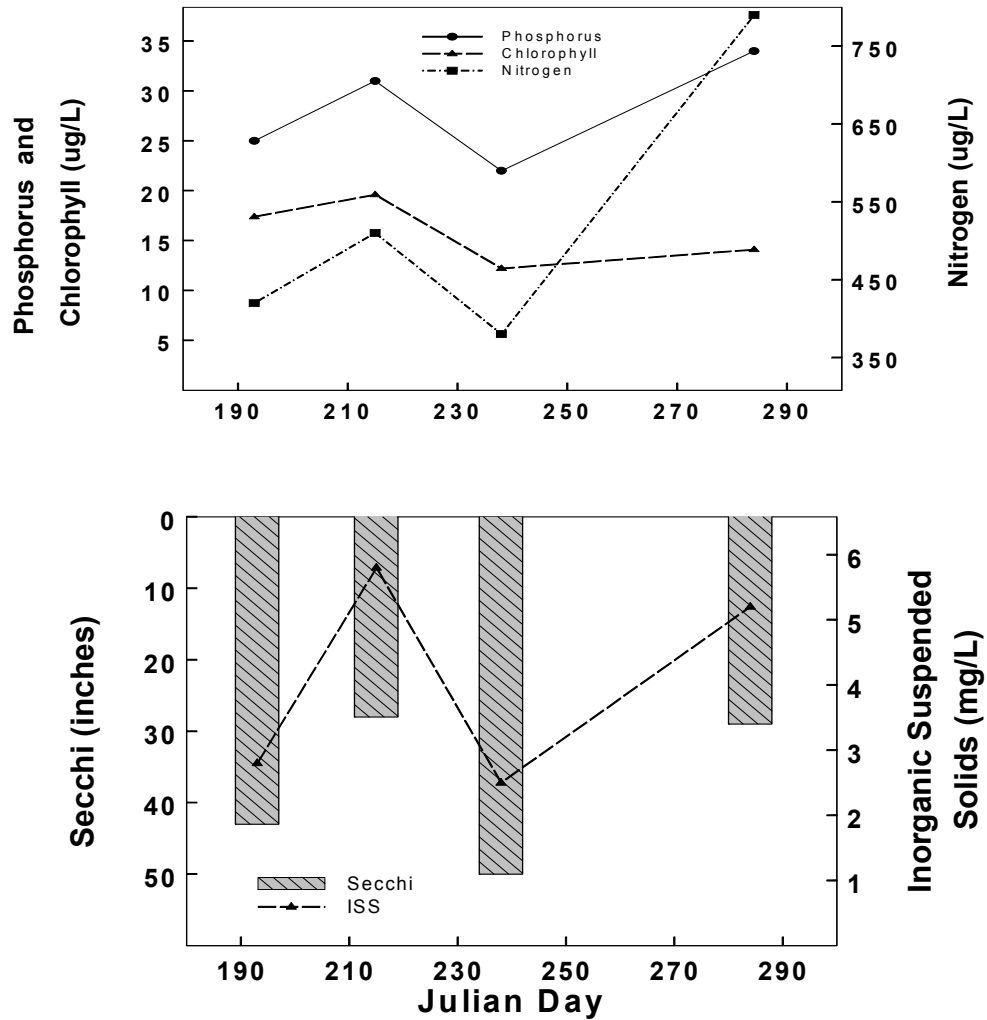 Phosphorus and
Chlorophyll (ug/L)
35
30
25
20
15
10
5
Phosphorus
Chlorophyll
Nitrogen
750
650
550
450
350
Nitrogen (ug/L)
190 210 230 250 270 290
Secchi (inches)
0
10
20
30
40
50
Secchi
ISS
6
5
4
3
2
1
Inorganic Suspended
Solids (mg/L)
190 210 230 250 270 290
Julian Day